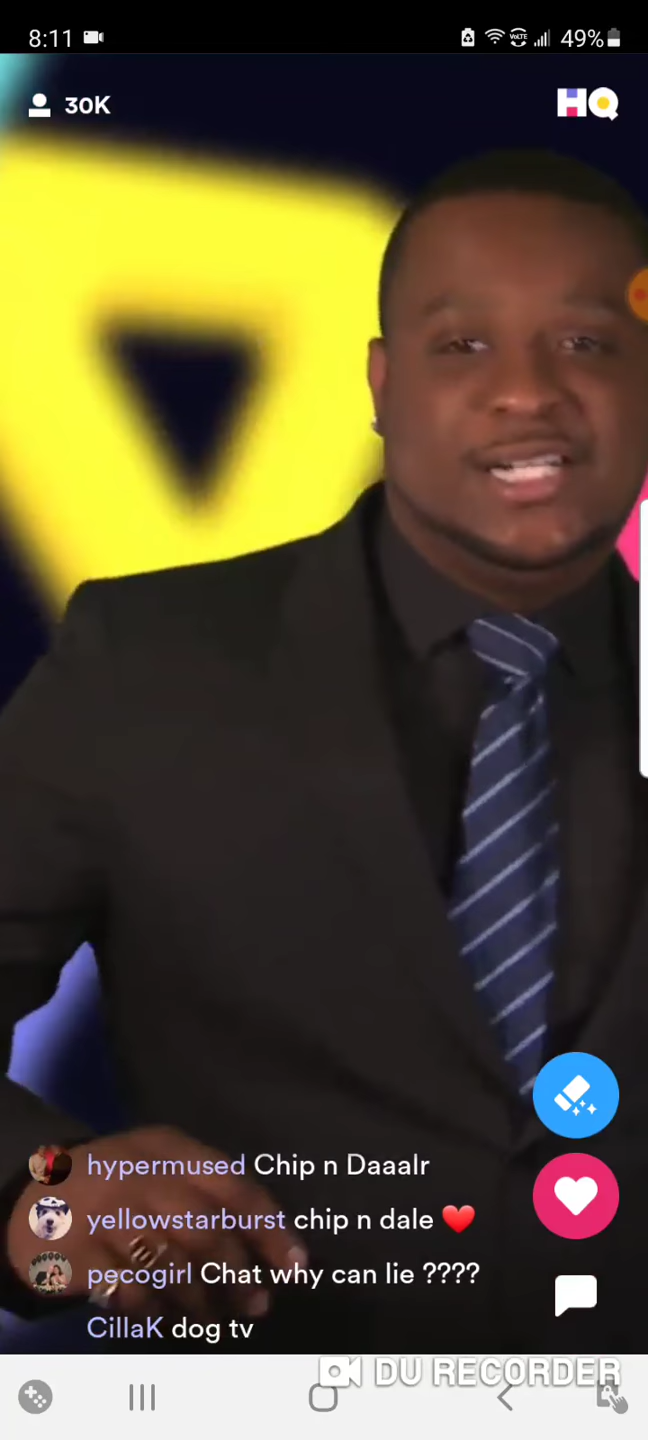 8:11
VoLTE
49%
30K
HQ
hypermused Chip n Daaalr
yellowstarburst chip n dale ❤️
pecogirl Chat why can lie ????
CillaK dog tv
DU RECORDER